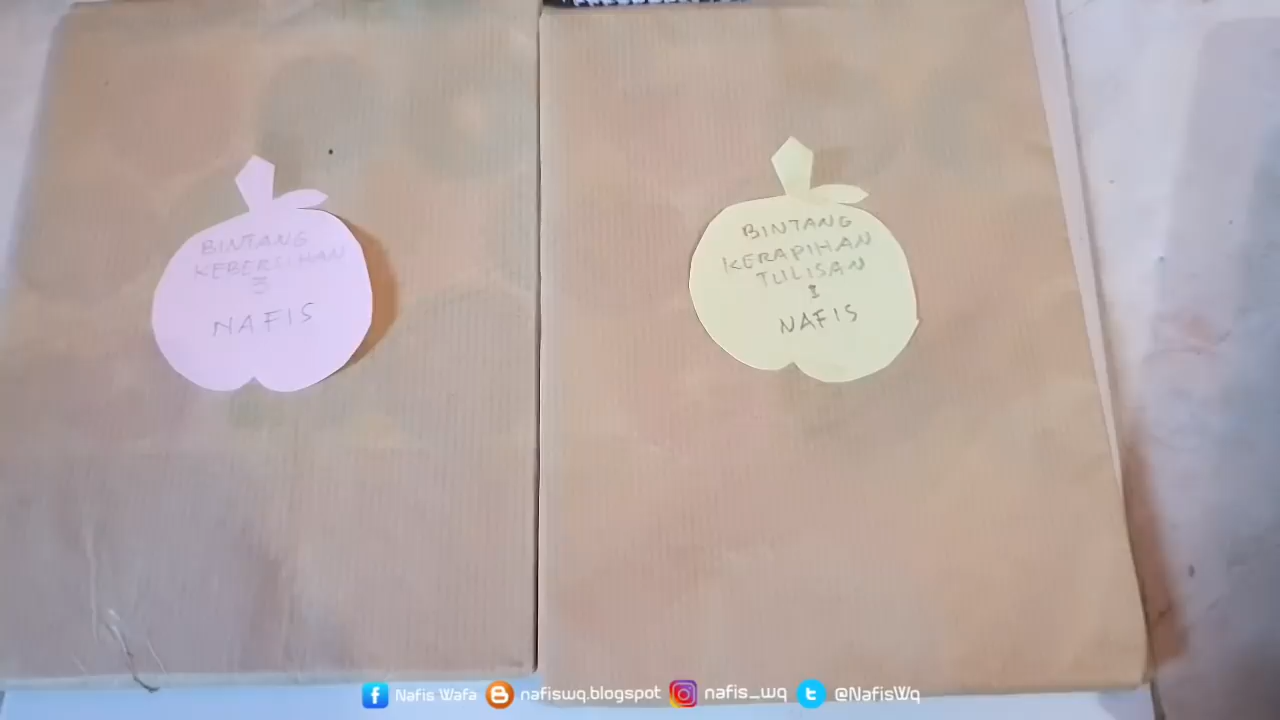 BINTANG
KEBERSIHAN
3
NAFIS
BINTANG
KERAPIHAN
TULISAN
1
NAFIS
Nafis Wafa nafiswq.blogspot nafis_wq @NafisWq